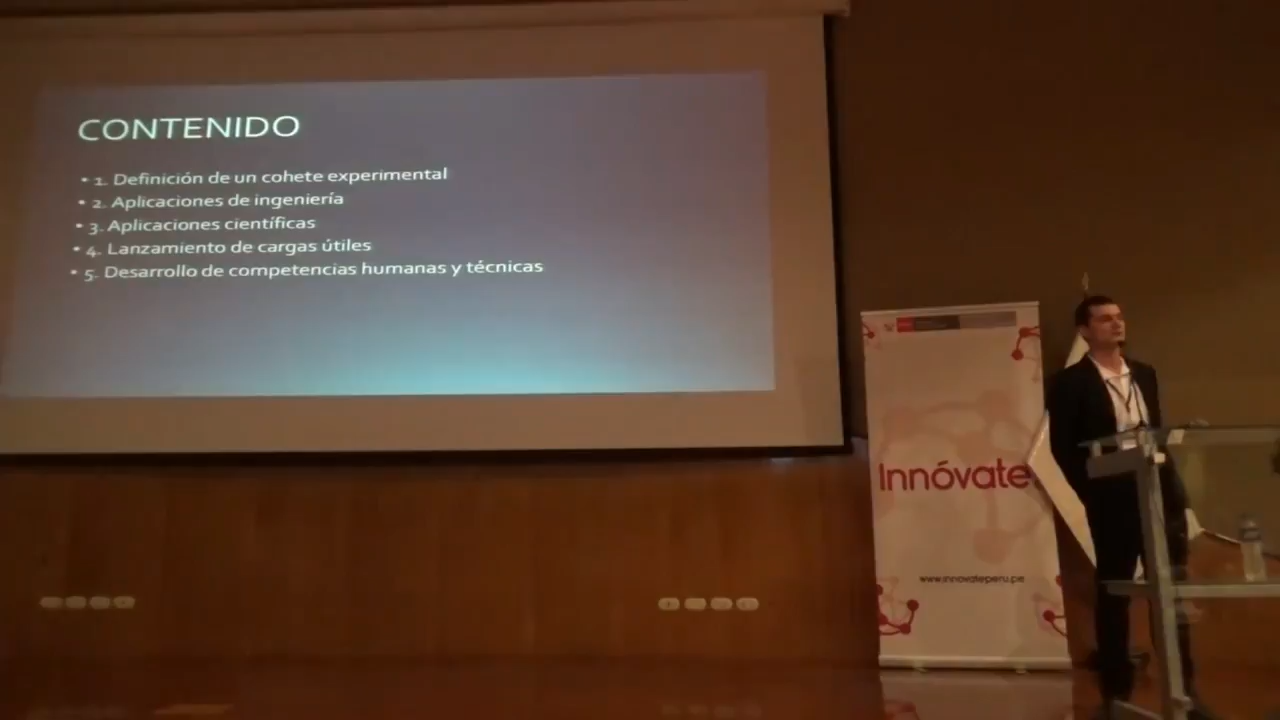 CONTENIDO
• 1. Definición de un cohete experimental
• 2. Aplicaciones de ingeniería
• 3. Aplicaciones científicas
• 4. Lanzamiento de cargas útiles
• 5. Desarrollo de competencias humanas y técnicas
Innóvate
www.innovateperu.pe